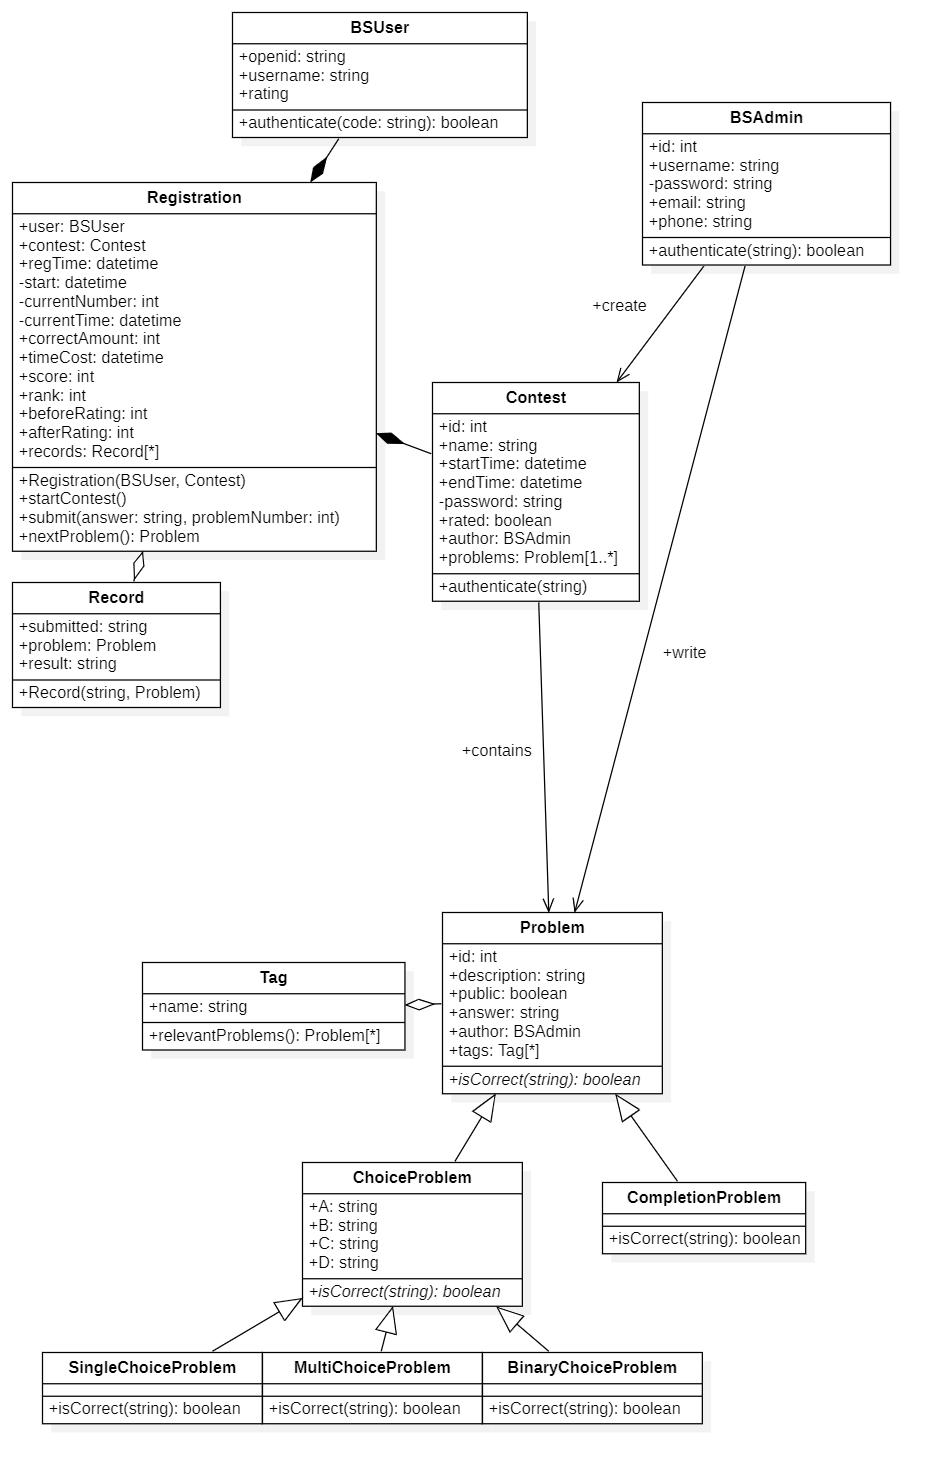 BSUser
+openid: string
+username: string
+rating
+authenticate(code: string): boolean
BSAdmin
+id: int
+username: string
-password: string
+email: string
+phone: string
+authenticate(string): boolean
Registration
+user: BSUser
+contest: Contest
+regTime: datetime
-start: datetime
-currentNumber: int
-currentTime: datetime
+correctAmount: int
+timeCost: datetime
+score: int
+rank: int
+beforeRating: int
+afterRating: int
+records: Record[*]
+Registration(BSUser, Contest)
+startContest()
+submit(answer: string, problemNumber: int)
+nextProblem(): Problem
+create
Contest
+id: int
+name: string
+startTime: datetime
+endTime: datetime
-password: string
+rated: boolean
+author: BSAdmin
+problems: Problem[1..*]
+authenticate(string)
Record
+submitted: string
+problem: Problem
+result: string
+Record(string, Problem)
+write
+contains
Problem
+id: int
+description: string
+public: boolean
+answer: string
+author: BSAdmin
+tags: Tag[*]
+isCorrect(string): boolean
Tag
+name: string
+relevantProblems(): Problem[*]
ChoiceProblem
+A: string
+B: string
+C: string
+D: string
+isCorrect(string): boolean
CompletionProblem
+isCorrect(string): boolean
SingleChoiceProblem
+isCorrect(string): boolean
MultiChoiceProblem
+isCorrect(string): boolean
BinaryChoiceProblem
+isCorrect(string): boolean